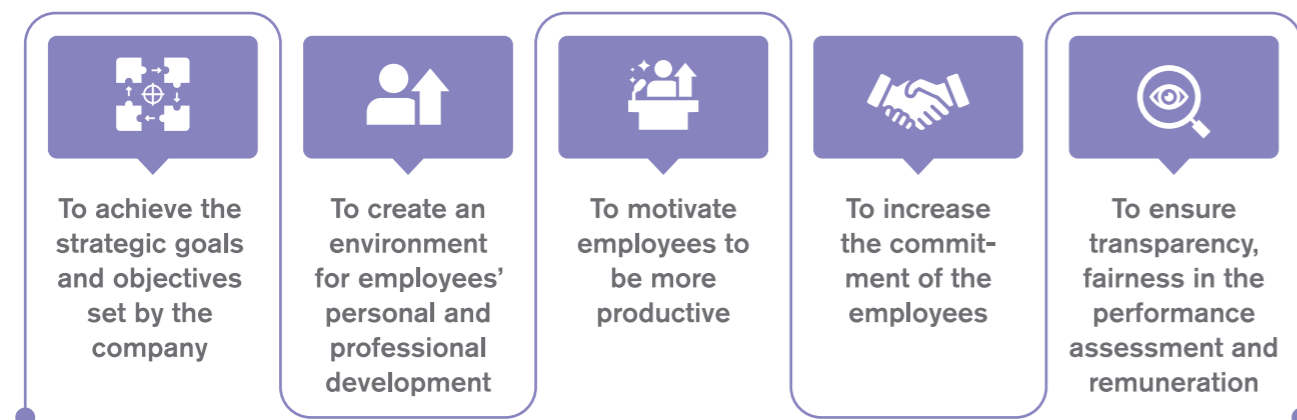 To achieve the
strategic goals
and objectives
set by the
company
To create an
environment
for employees’
personal and
professional
development
To motivate
employees to
be more
productive
To increase
the commit-
ment of the
employees
To ensure
transparency,
fairness in the
performance
assessment and
remuneration